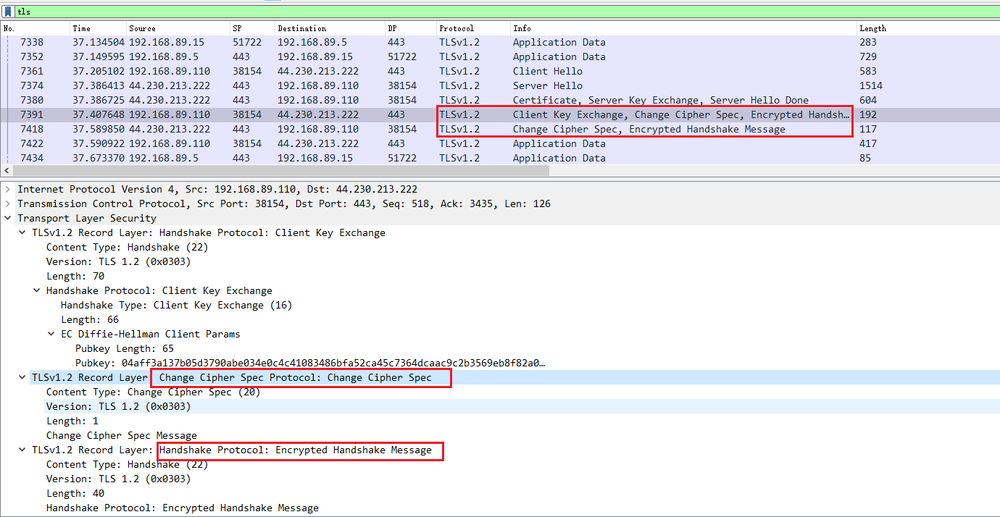 tls
No. Time Source SP Destination DP Protocol Info Length
7338 37.134504 192.168.89.15 51722 192.168.89.5 443 TLSv1.2 Application Data 283
7352 37.149595 192.168.89.5 443 192.168.89.15 51722 TLSv1.2 Application Data 729
7361 37.205102 192.168.89.110 38154 44.230.213.222 443 TLSv1.2 Client Hello 583
7374 37.386413 44.230.213.222 443 192.168.89.110 38154 TLSv1.2 Server Hello 1514
7380 37.386725 44.230.213.222 443 192.168.89.110 38154 TLSv1.2 Certificate, Server Key Exchange, Server Hello Done 604
7391 37.407648 192.168.89.110 38154 44.230.213.222 443 TLSv1.2 Client Key Exchange, Change Cipher Spec, Encrypted Handsh… 192
7418 37.589850 44.230.213.222 443 192.168.89.110 38154 TLSv1.2 Change Cipher Spec, Encrypted Handshake Message 117
7422 37.590922 192.168.89.110 38154 44.230.213.222 443 TLSv1.2 Application Data 417
7434 37.673370 192.168.89.5 443 192.168.89.15 51722 TLSv1.2 Application Data 85
Internet Protocol Version 4, Src: 192.168.89.110, Dst: 44.230.213.222
Transmission Control Protocol, Src Port: 38154, Dst Port: 443, Seq: 518, Ack: 3435, Len: 126
Transport Layer Security
TLSv1.2 Record Layer: Handshake Protocol: Client Key Exchange
Content Type: Handshake (22)
Version: TLS 1.2 (0x0303)
Length: 70
Handshake Protocol: Client Key Exchange
Handshake Type: Client Key Exchange (16)
Length: 66
EC Diffie-Hellman Client Params
Pubkey Length: 65
Pubkey: 04aff3a137b05d3790abe034e0c4c41083486bfa52ca45c7364dcaac9c2b3569eb8f82a0…
TLSv1.2 Record Layer Change Cipher Spec Protocol: Change Cipher Spec
Content Type: Change Cipher Spec (20)
Version: TLS 1.2 (0x0303)
Length: 1
Change Cipher Spec Message
TLSv1.2 Record Layer: Handshake Protocol: Encrypted Handshake Message
Content Type: Handshake (22)
Version: TLS 1.2 (0x0303)
Length: 40
Handshake Protocol: Encrypted Handshake Message